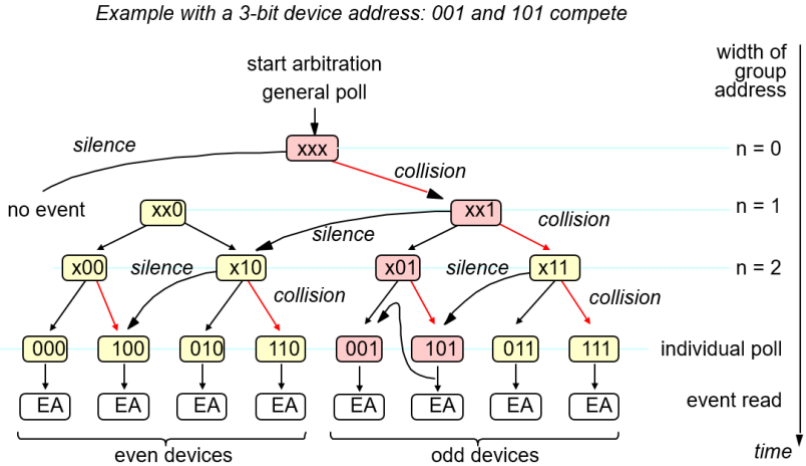 Example with a 3-bit device address: 001 and 101 compete
width of
group
address
start arbitration
general poll
silence
xxx
n = 0
collision
no event
xx0
xx1
n = 1
silence
collision
x00
silence
x10
x01
silence
x11
n = 2
collision
collision
000
100
010
110
001
101
011
111
individual poll
EA
EA
EA
EA
EA
EA
EA
EA
event read
even devices
odd devices
time